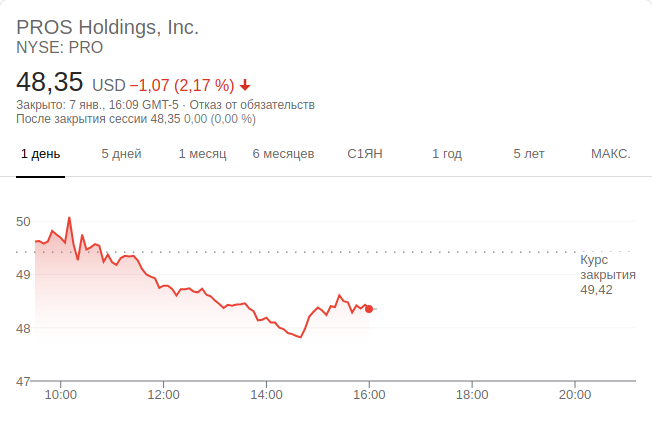 PROS Holdings, Inc.
NYSE: PRO
48,35 USD −1,07 (2,17 %)
Закрыто: 7 янв., 16:09 GMT-5 · Отказ от обязательств
После закрытия сессии 48,35 0,00 (0,00 %)
1 день 5 дней 1 месяц 6 месяцев С1ЯН 1 год 5 лет МАКС.
50
49
48
47
Курс
закрытия
49,42
10:00 12:00 14:00 16:00 18:00 20:00